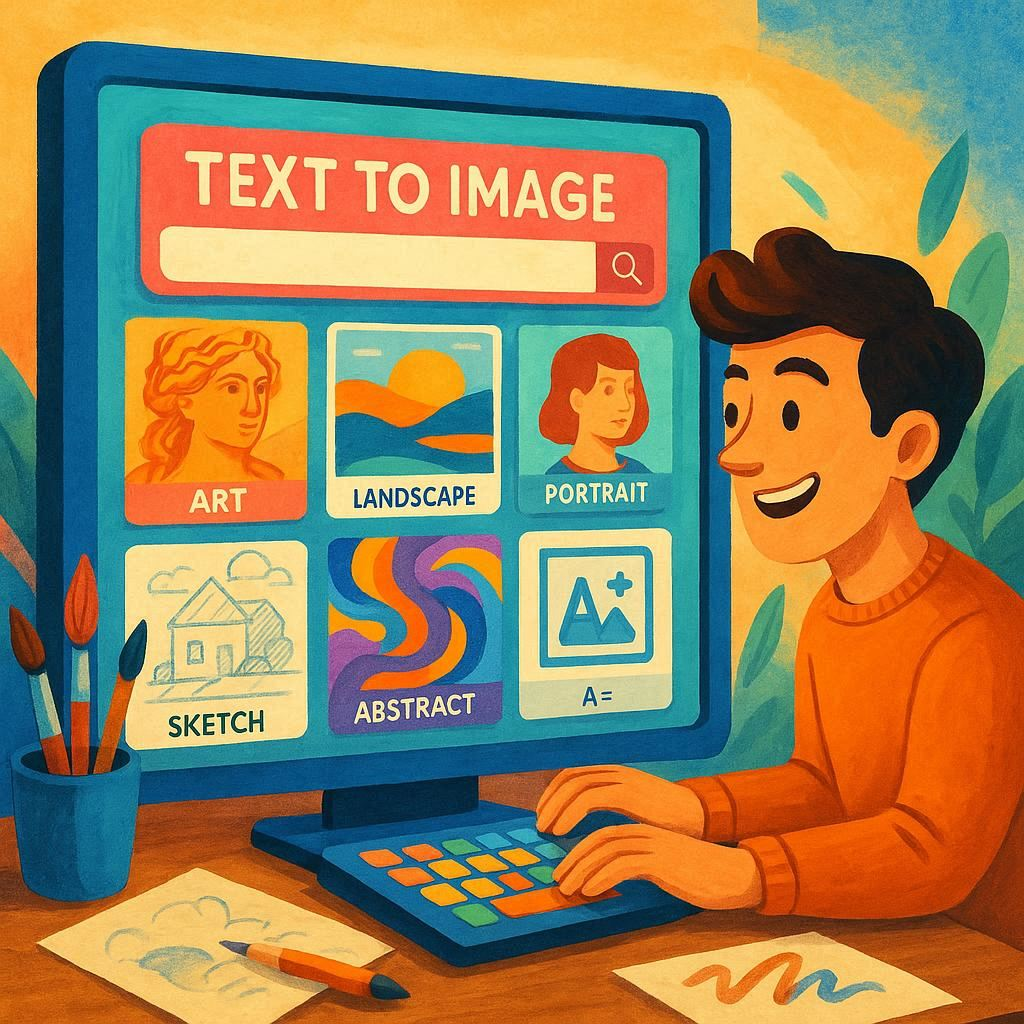 TEXT TO IMAGE
ART
LANDSCAPE
PORTRAIT
SKETCH
ABSTRACT
A+
A=